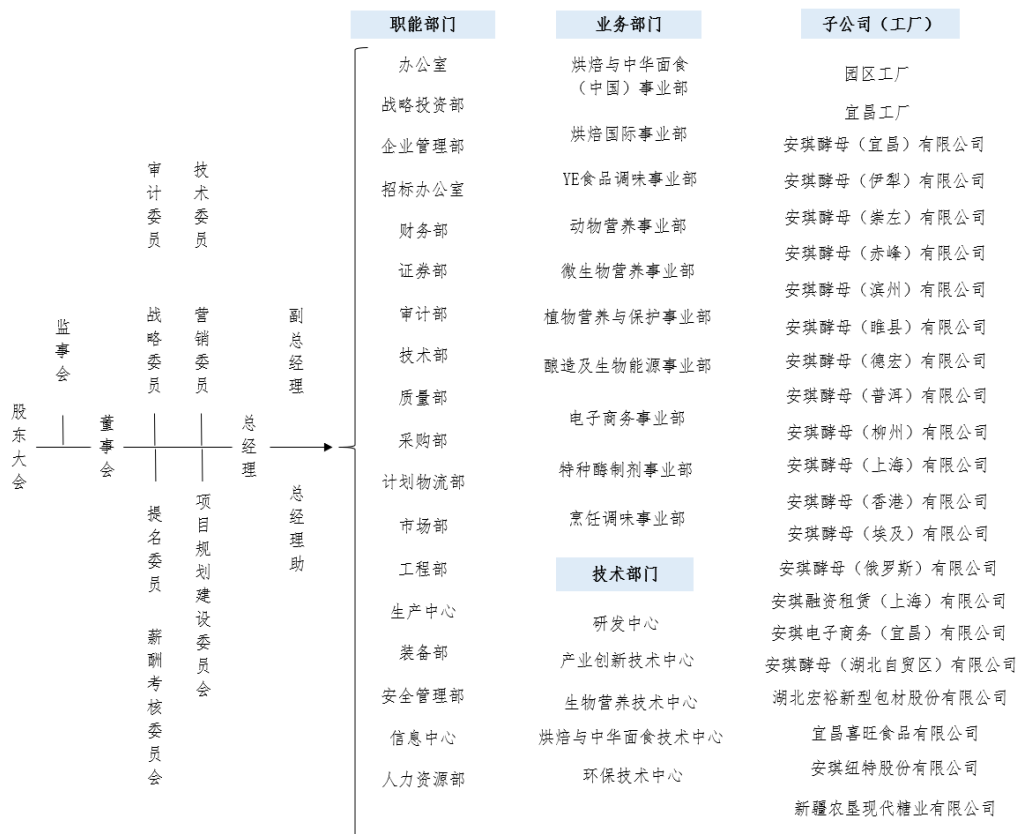 股东大会
监事会
董事会
审计委员
战略委员
提名委员
薪酬考核委员会
技术委员
营销委员
项目规划建设委员会
总经理
副总经理
总经理助
职能部门
办公室
战略投资部
企业管理部
招标办公室
财务部
证券部
审计部
技术部
质量部
采购部
计划物流部
市场部
工程部
生产中心
装备部
安全管理部
信息中心
人力资源部
业务部门
烘焙与中华面食
（中国）事业部
烘焙国际事业部
YE食品调味事业部
动物营养事业部
微生物营养事业部
植物营养与保护事业部
酿造及生物能源事业部
电子商务事业部
特种酶制剂事业部
烹饪调味事业部
技术部门
研发中心
产业创新技术中心
生物营养技术中心
烘焙与中华面食技术中心
环保技术中心
子公司（工厂）
园区工厂
宜昌工厂
安琪酵母（宜昌）有限公司
安琪酵母（伊犁）有限公司
安琪酵母（崇左）有限公司
安琪酵母（赤峰）有限公司
安琪酵母（滨州）有限公司
安琪酵母（睢县）有限公司
安琪酵母（德宏）有限公司
安琪酵母（普洱）有限公司
安琪酵母（柳州）有限公司
安琪酵母（上海）有限公司
安琪酵母（香港）有限公司
安琪酵母（埃及）有限公司
安琪酵母（俄罗斯）有限公司
安琪融资租赁（上海）有限公司
安琪电子商务（宜昌）有限公司
安琪酵母（湖北自贸区）有限公司
湖北宏裕新型包材股份有限公司
宜昌喜旺食品有限公司
安琪纽特股份有限公司
新疆农垦现代糖业有限公司